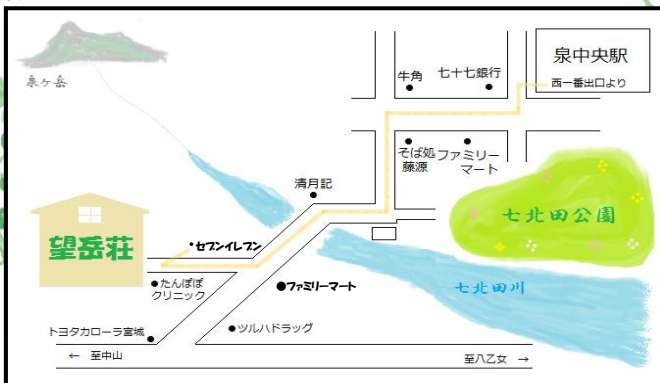 泉中央駅
西一番出口より
牛角
七十七銀行
泉ヶ岳
そば処
藤源
ファミリー
マート
清月記
七北田公園
望岳荘
セブンイレブン
たんぽぽ
クリニック
ファミリーマート
七北田川
トヨタカローラ宮城
ツルハドラッグ
← 至中山
至八乙女 →